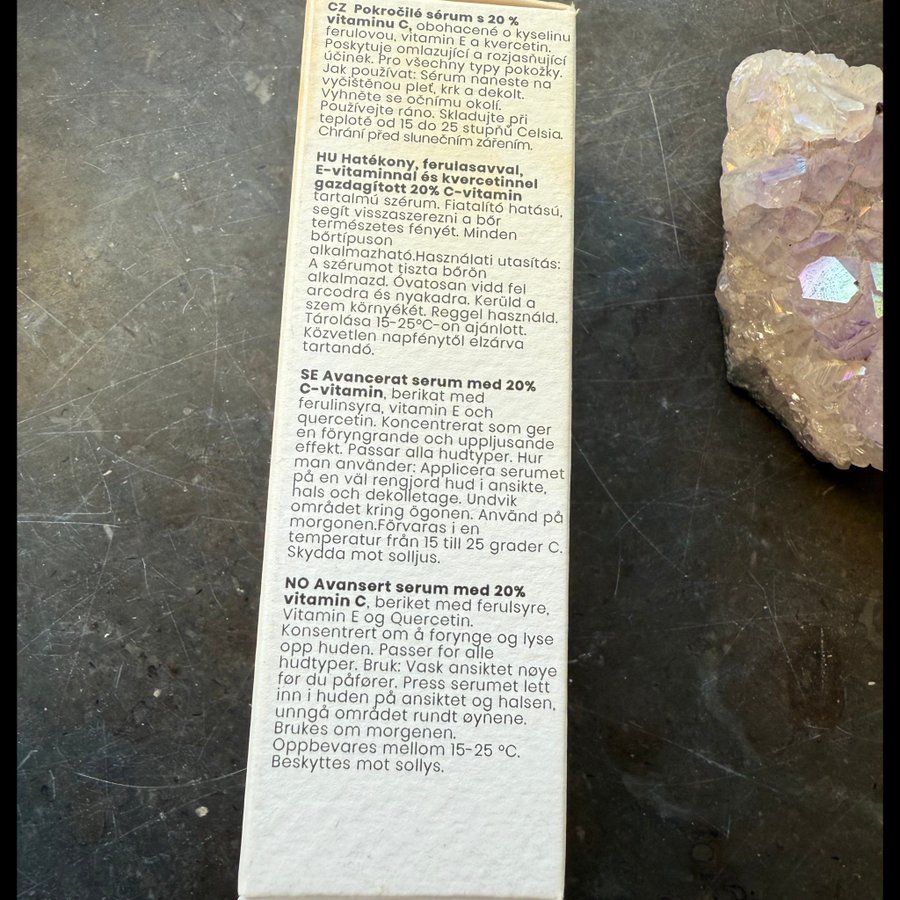 CZ Pokročilé sérum s 20 %
vitaminu C, obohacené o kyselinu
ferulovou, vitamin E a kvercetin.
Poskytuje omlazující a rozjasňující
účinek. Pro všechny typy pokožky.
Jak používat: Sérum naneste na
vyčištěnou pleť, krk a dekolt.
Vyhněte se očnímu okolí.
Používejte ráno. Skladujte při
teplotě od 15 do 25 stupňů Celsia.
Chrání před slunečním zářením.
HU Hatékony, ferulasavval,
E-vitaminnal és kvercetinnel
gazdagított 20% C-vitamin
tartalmú szérum. Fiatalító hatású,
segít visszaszerezni a bőr
természetes fényét. Minden
bőrtípuson
alkalmazható.Használati utasítás:
A szérumot tiszta bőrön
alkalmazd. Óvatosan vidd fel
arcodra és nyakadra. Kerüld a
szem környékét. Reggel használd.
Tárolása 15-25°C-on ajánlott.
Közvetlen napfénytől elzárva
tartandó.
SE Avancerat serum med 20%
C-vitamin, berikat med
ferulinsyra, vitamin E och
quercetin. Koncentrerat som ger
en föryngrande och uppljusande
effekt. Passar alla hudtyper. Hur
man använder: Applicera serumet
på en väl rengjord hud i ansikte,
hals och dekolletage. Undvik
området kring ögonen. Använd på
morgonen.Förvaras i en
temperatur från 15 till 25 grader C.
Skydda mot solljus.
NO Avansert serum med 20%
vitamin C, beriket med ferulsyre,
Vitamin E og Quercetin.
Konsentrert om å forynge og lyse
opp huden. Passer for alle
hudtyper. Bruk: Vask ansiktet nøye
før du påfører. Press serumet lett
inn i huden på ansiktet og halsen,
unngå området rundt øynene.
Brukes om morgenen.
Oppbevares mellom 15-25 °C.
Beskyttes mot sollys.